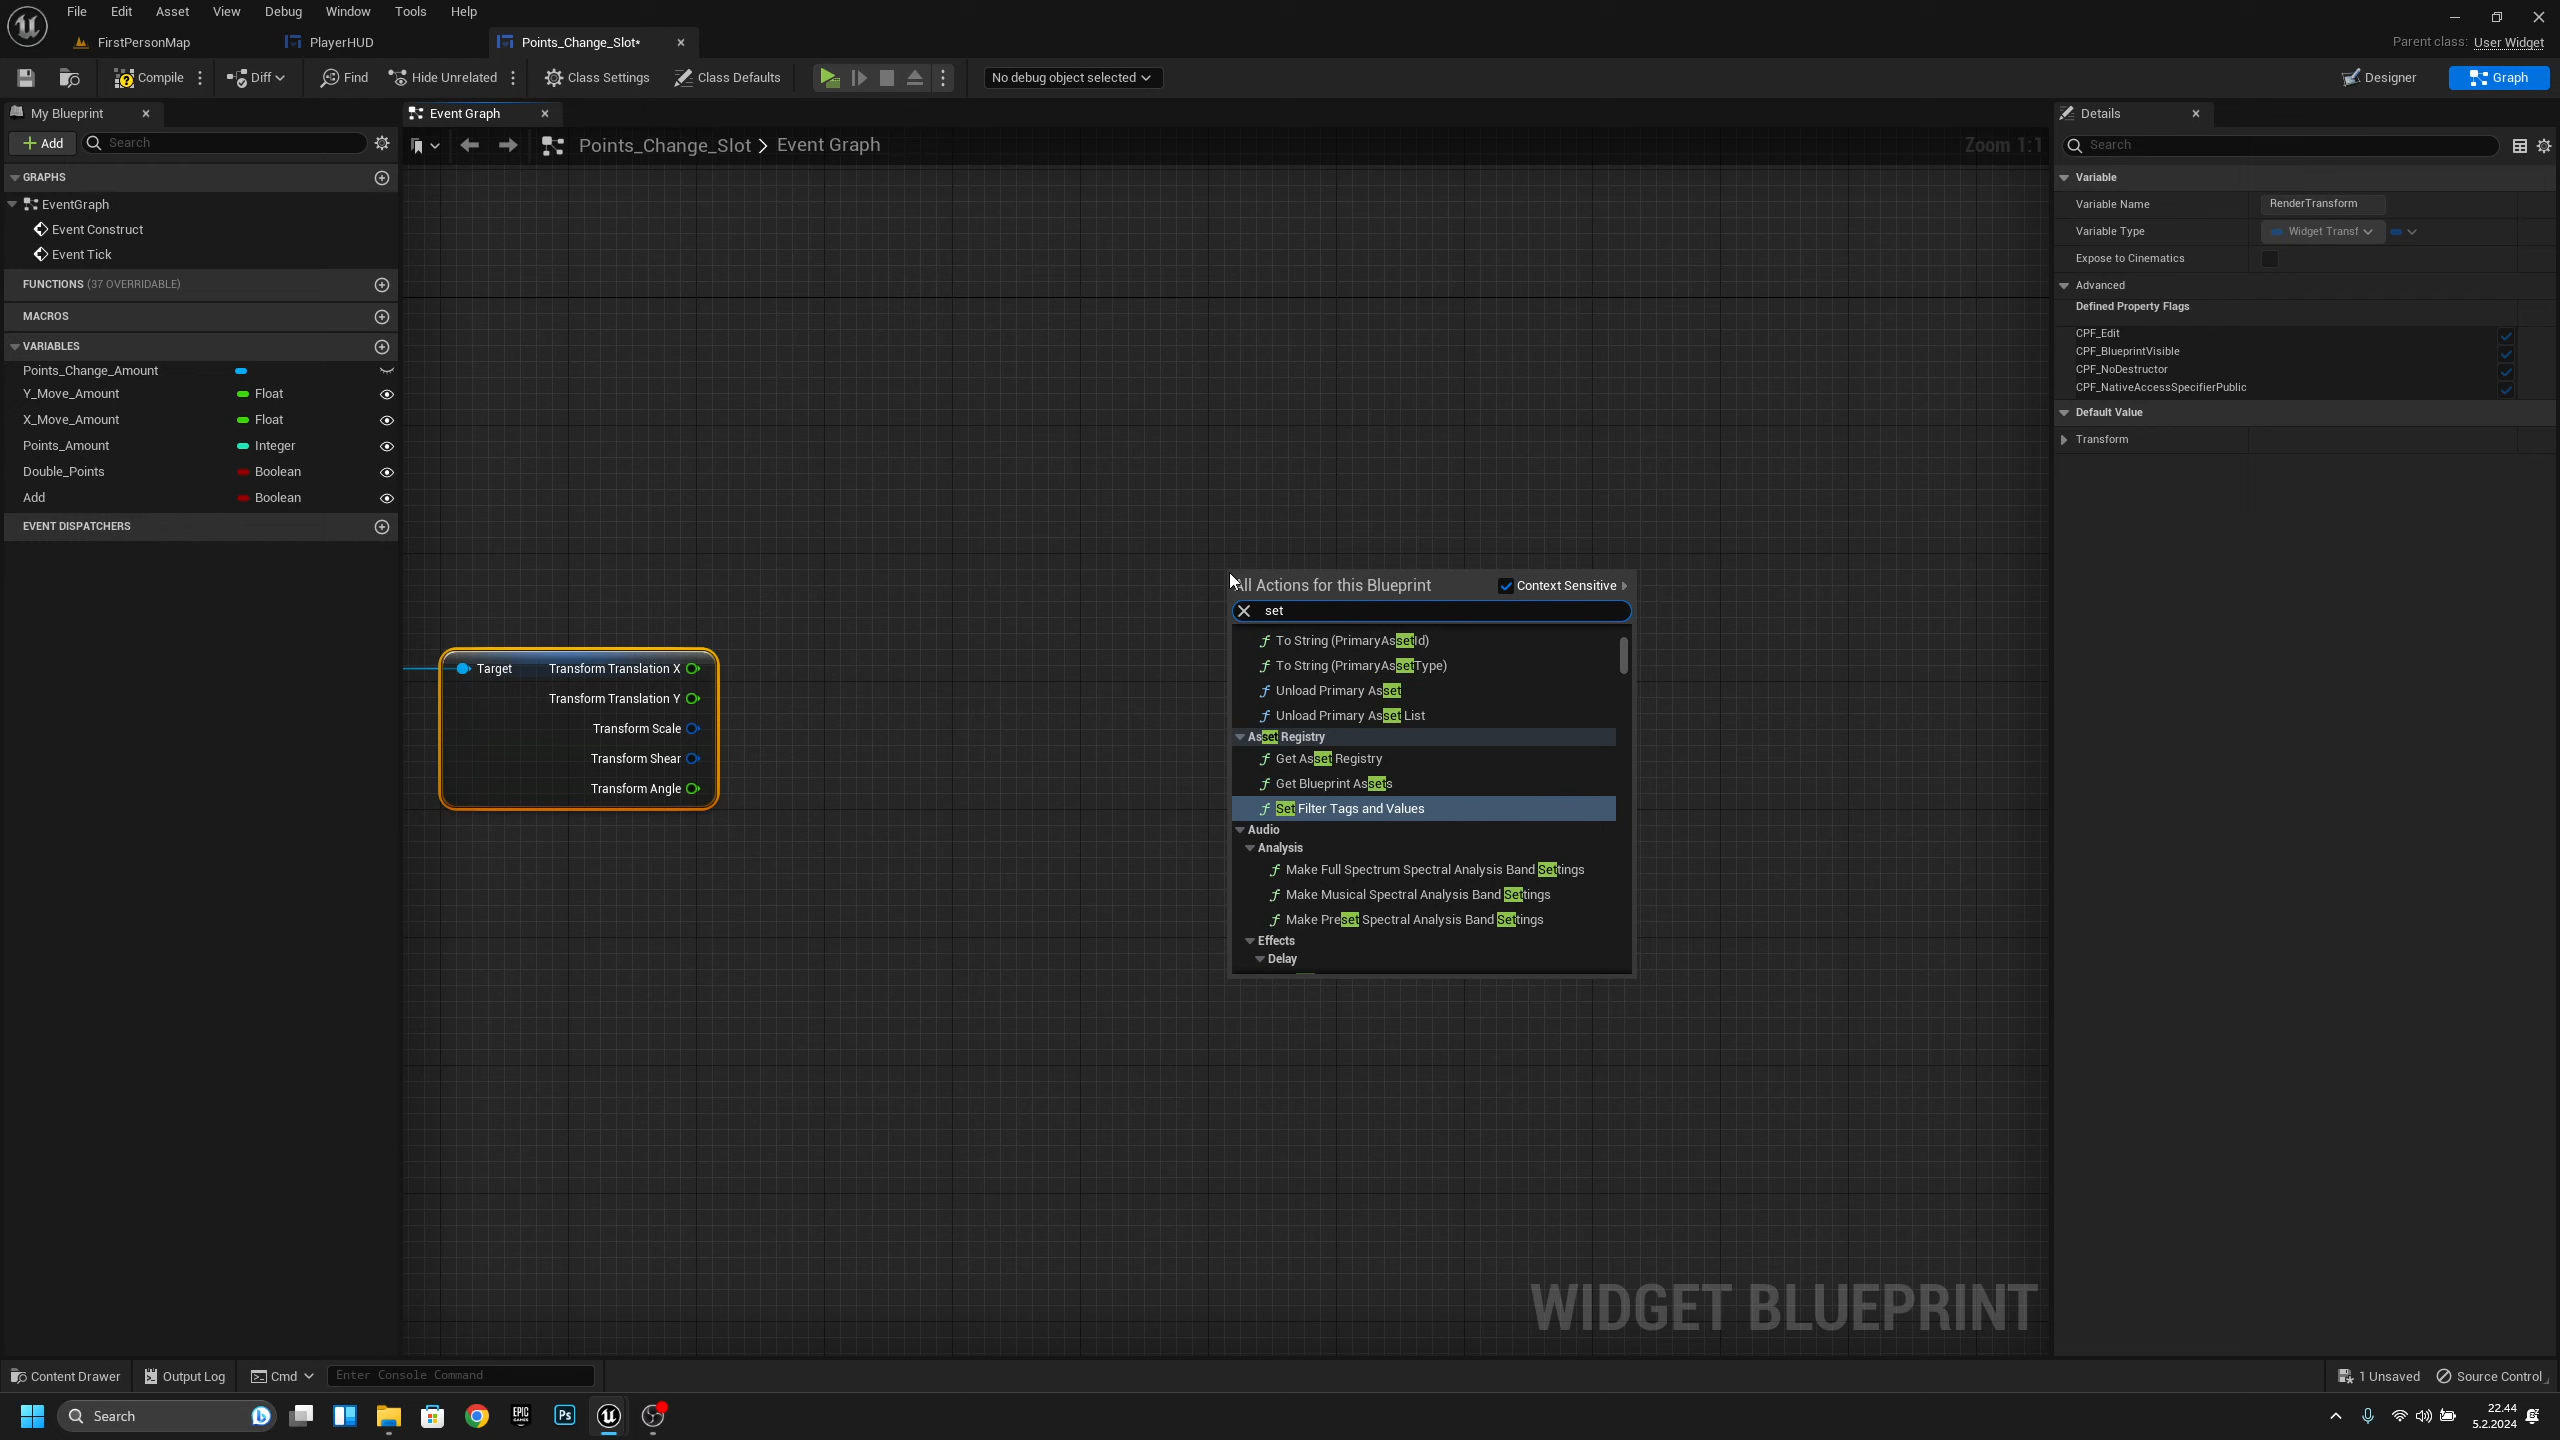 File Edit Asset View Debug Window Tools Help
FirstPersonMap PlayerHUD Points_Change_Slot*
Parent class: User Widget
Compile Diff Find Hide Unrelated Class Settings Class Defaults No debug object selected Designer Graph
My Blueprint
Event Graph
Details
Add Search
Points_Change_Slot > Event Graph
Zoom 1:1
Search
GRAPHS
EventGraph
Event Construct
Event Tick
FUNCTIONS (37 OVERRIDABLE)
MACROS
VARIABLES
Points_Change_Amount
Y_Move_Amount Float
X_Move_Amount Float
Points_Amount Integer
Double_Points Boolean
Add Boolean
EVENT DISPATCHERS
Target Transform Translation X
Transform Translation Y
Transform Scale
Transform Shear
Transform Angle
All Actions for this Blueprint Context Sensitive
set
To String (PrimaryAssetId)
To String (PrimaryAssetType)
Unload Primary Asset
Unload Primary Asset List
Asset Registry
Get Asset Registry
Get Blueprint Assets
Set Filter Tags and Values
Audio
Analysis
Make Full Spectrum Spectral Analysis Band Settings
Make Musical Spectral Analysis Band Settings
Make Preset Spectral Analysis Band Settings
Effects
Delay
Variable
Variable Name RenderTransform
Variable Type Widget Transf
Expose to Cinematics
Advanced
Defined Property Flags
CPF_Edit
CPF_BlueprintVisible
CPF_NoDestructor
CPF_NativeAccessSpecifierPublic
Default Value
Transform
WIDGET BLUEPRINT
Content Drawer Output Log Cmd Enter Console Command 1 Unsaved Source Control
Search
EPIC GAMES
Ps
22.44
5.2.2024